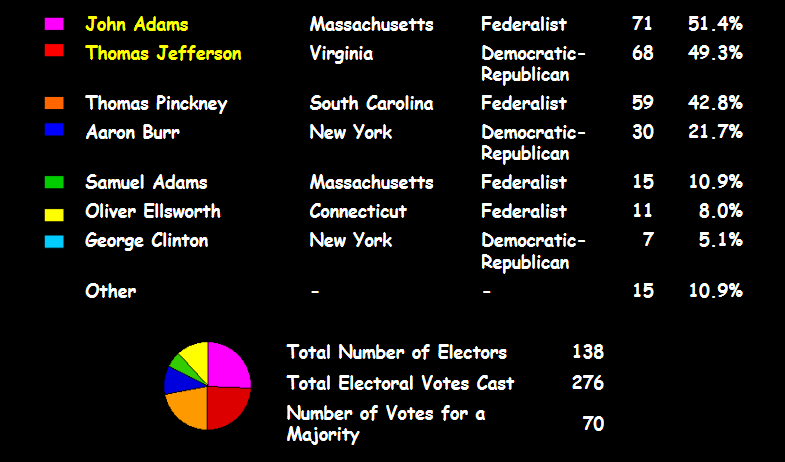 John Adams Massachusetts Federalist 71 51.4%
Thomas Jefferson Virginia Democratic- 68 49.3%
Republican
Thomas Pinckney South Carolina Federalist 59 42.8%
Aaron Burr New York Democratic- 30 21.7%
Republican
Samuel Adams Massachusetts Federalist 15 10.9%
Oliver Ellsworth Connecticut Federalist 11 8.0%
George Clinton New York Democratic- 7 5.1%
Republican
Other - - 15 10.9%
Total Number of Electors 138
Total Electoral Votes Cast 276
Number of Votes for a
Majority 70